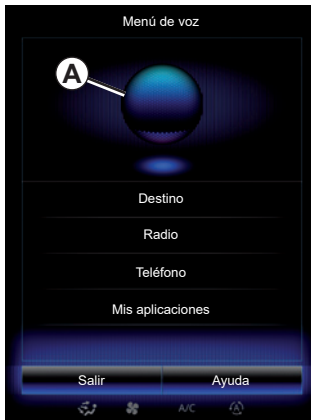 Menú de voz
A
Destino
Radio
Teléfono
Mis aplicaciones
Salir Ayuda
A/C A